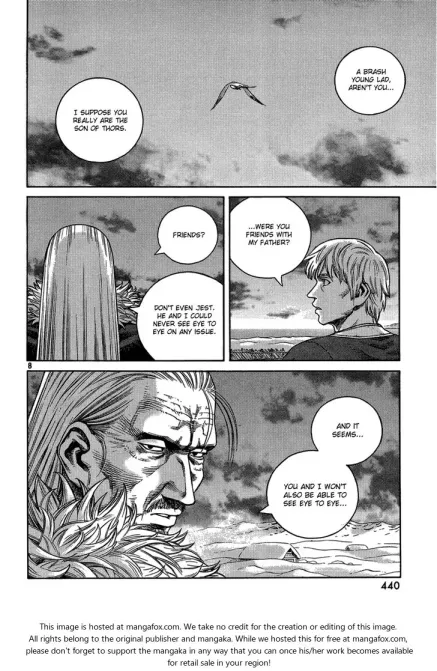 A BRASH
YOUNG LAD,
AREN'T YOU...
I SUPPOSE YOU
REALLY ARE THE
SON OF THORS.
...WERE YOU
FRIENDS WITH
MY FATHER?
FRIENDS?
DON'T EVEN JEST.
HE AND I COULD
NEVER SEE EYE TO
EYE ON ANY ISSUE.
8
AND IT
SEEMS...
YOU AND I WON'T
ALSO BE ABLE TO
SEE EYE TO EYE...
440
This image is hosted at mangafox.com. We take no credit for the creation or editing of this image.
All rights belong to the original publisher and mangaka. While we hosted this for free at mangafox.com,
please don't forget to support the mangaka in any way that you can once his/her work becomes available
for retail sale in your region!